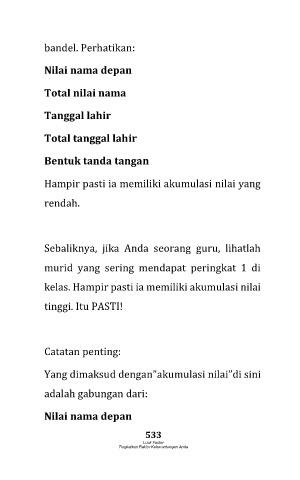 bandel. Perhatikan:
Nilai nama depan
Total nilai nama
Tanggal lahir
Total tanggal lahir
Bentuk tanda tangan
Hampir pasti ia memiliki akumulasi nilai yang
rendah.
Sebaliknya, jika Anda seorang guru, lihatlah
murid yang sering mendapat peringkat 1 di
kelas. Hampir pasti ia memiliki akumulasi nilai
tinggi. Itu PASTI!
Catatan penting:
Yang dimaksud dengan"akumulasi nilai"di sini
adalah gabungan dari:
Nilai nama depan
533
Luck Factor
Tingkatkan Faktor Keberuntungan Anda